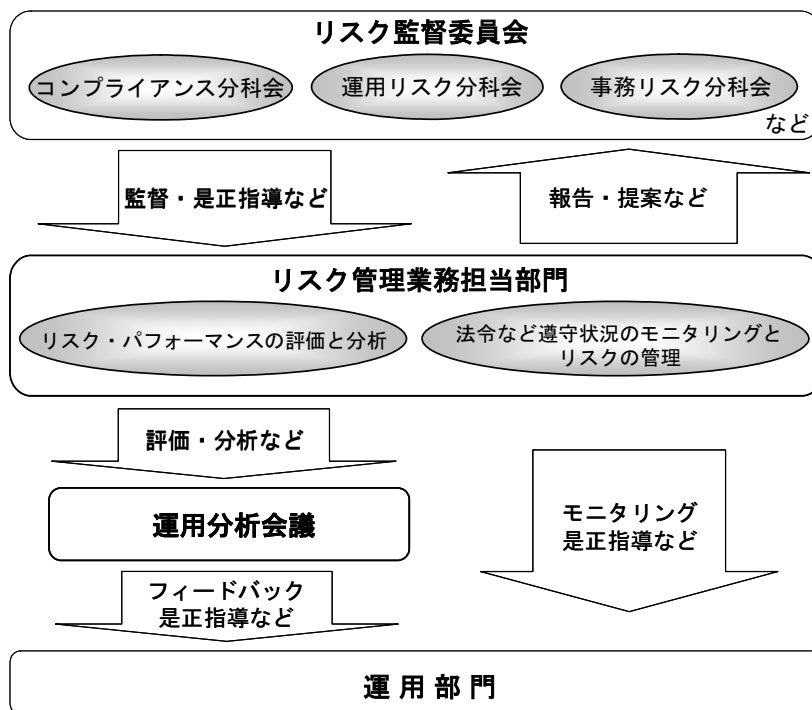 リスク監督委員会
コンプライアンス分科会
運用リスク分科会
事務リスク分科会
など
監督・是正指導など
報告・提案など
リスク管理業務担当部門
リスク・パフォーマンスの評価と分析
法令など遵守状況のモニタリングと
リスクの管理
評価・分析など
運用分析会議
モニタリング
是正指導など
フィードバック
是正指導など
運 用 部 門